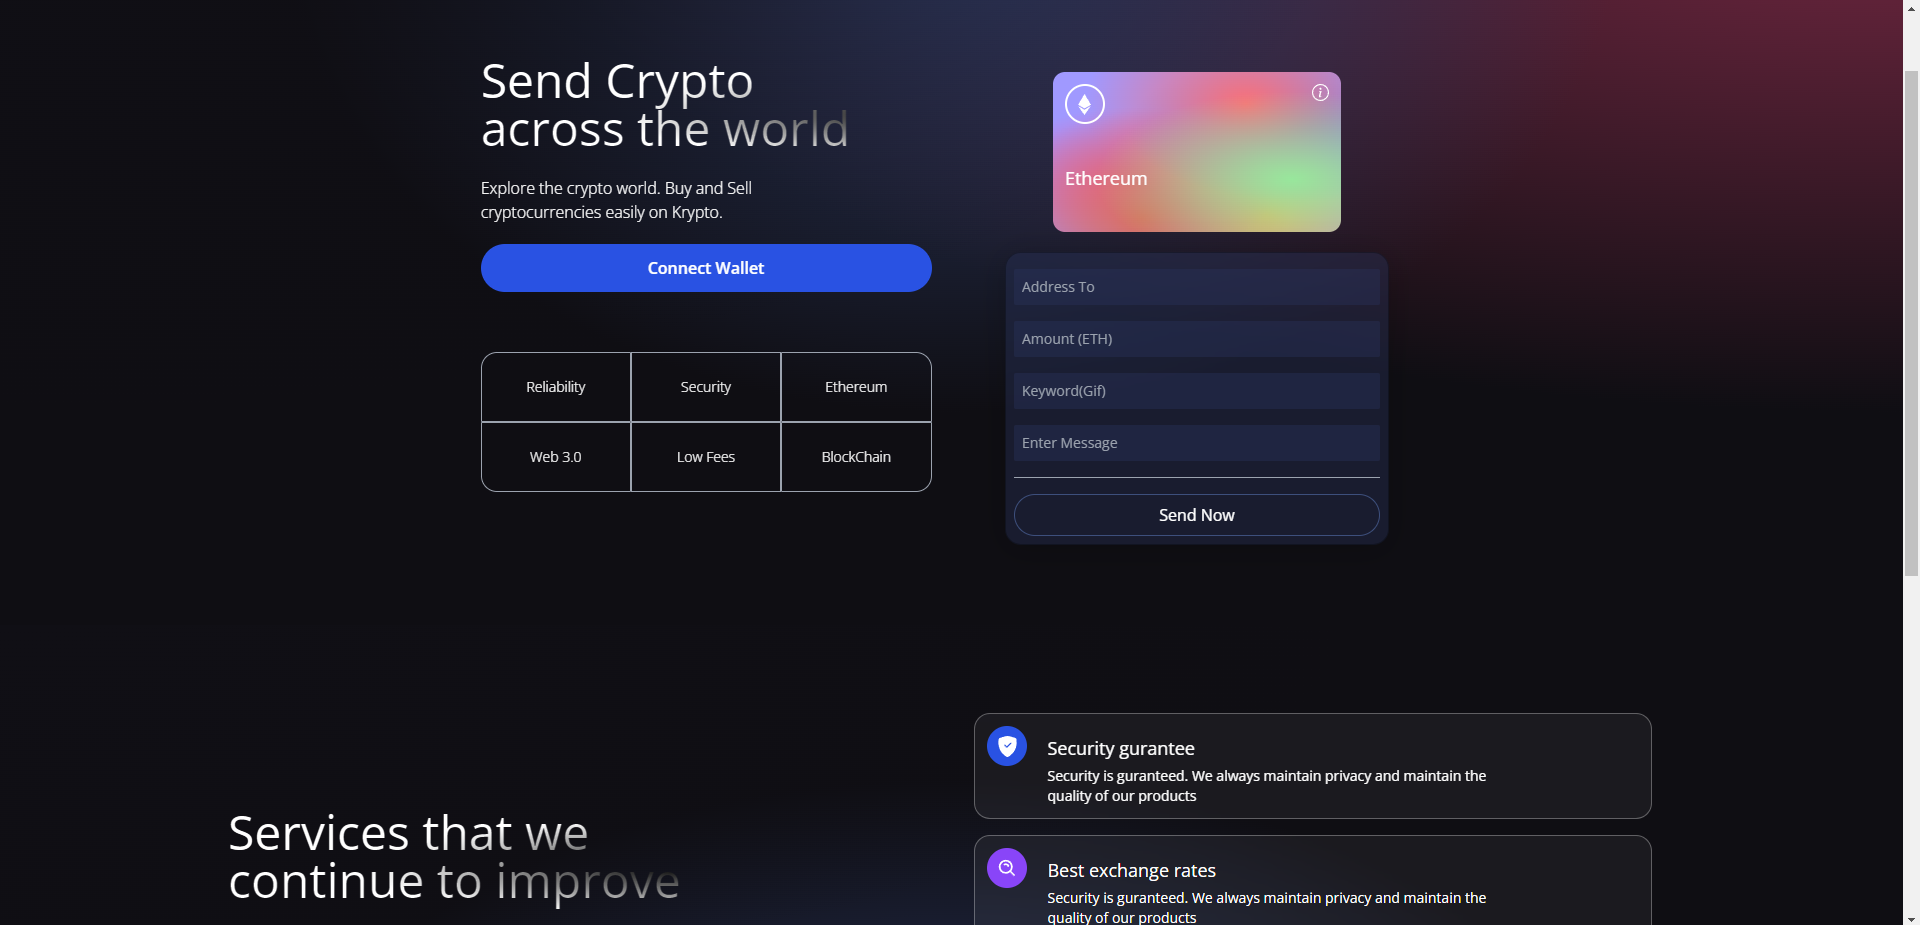 Send Crypto
across the world
Explore the crypto world. Buy and Sell
cryptocurrencies easily on Krypto.
Connect Wallet
Reliability
Security
Ethereum
Web 3.0
Low Fees
BlockChain
Ethereum
Address To
Amount (ETH)
Keyword(Gif)
Enter Message
Send Now
Services that we
continue to improve
Security gurantee
Security is guranteed. We always maintain privacy and maintain the
quality of our products
Best exchange rates
Security is guranteed. We always maintain privacy and maintain the
quality of our products